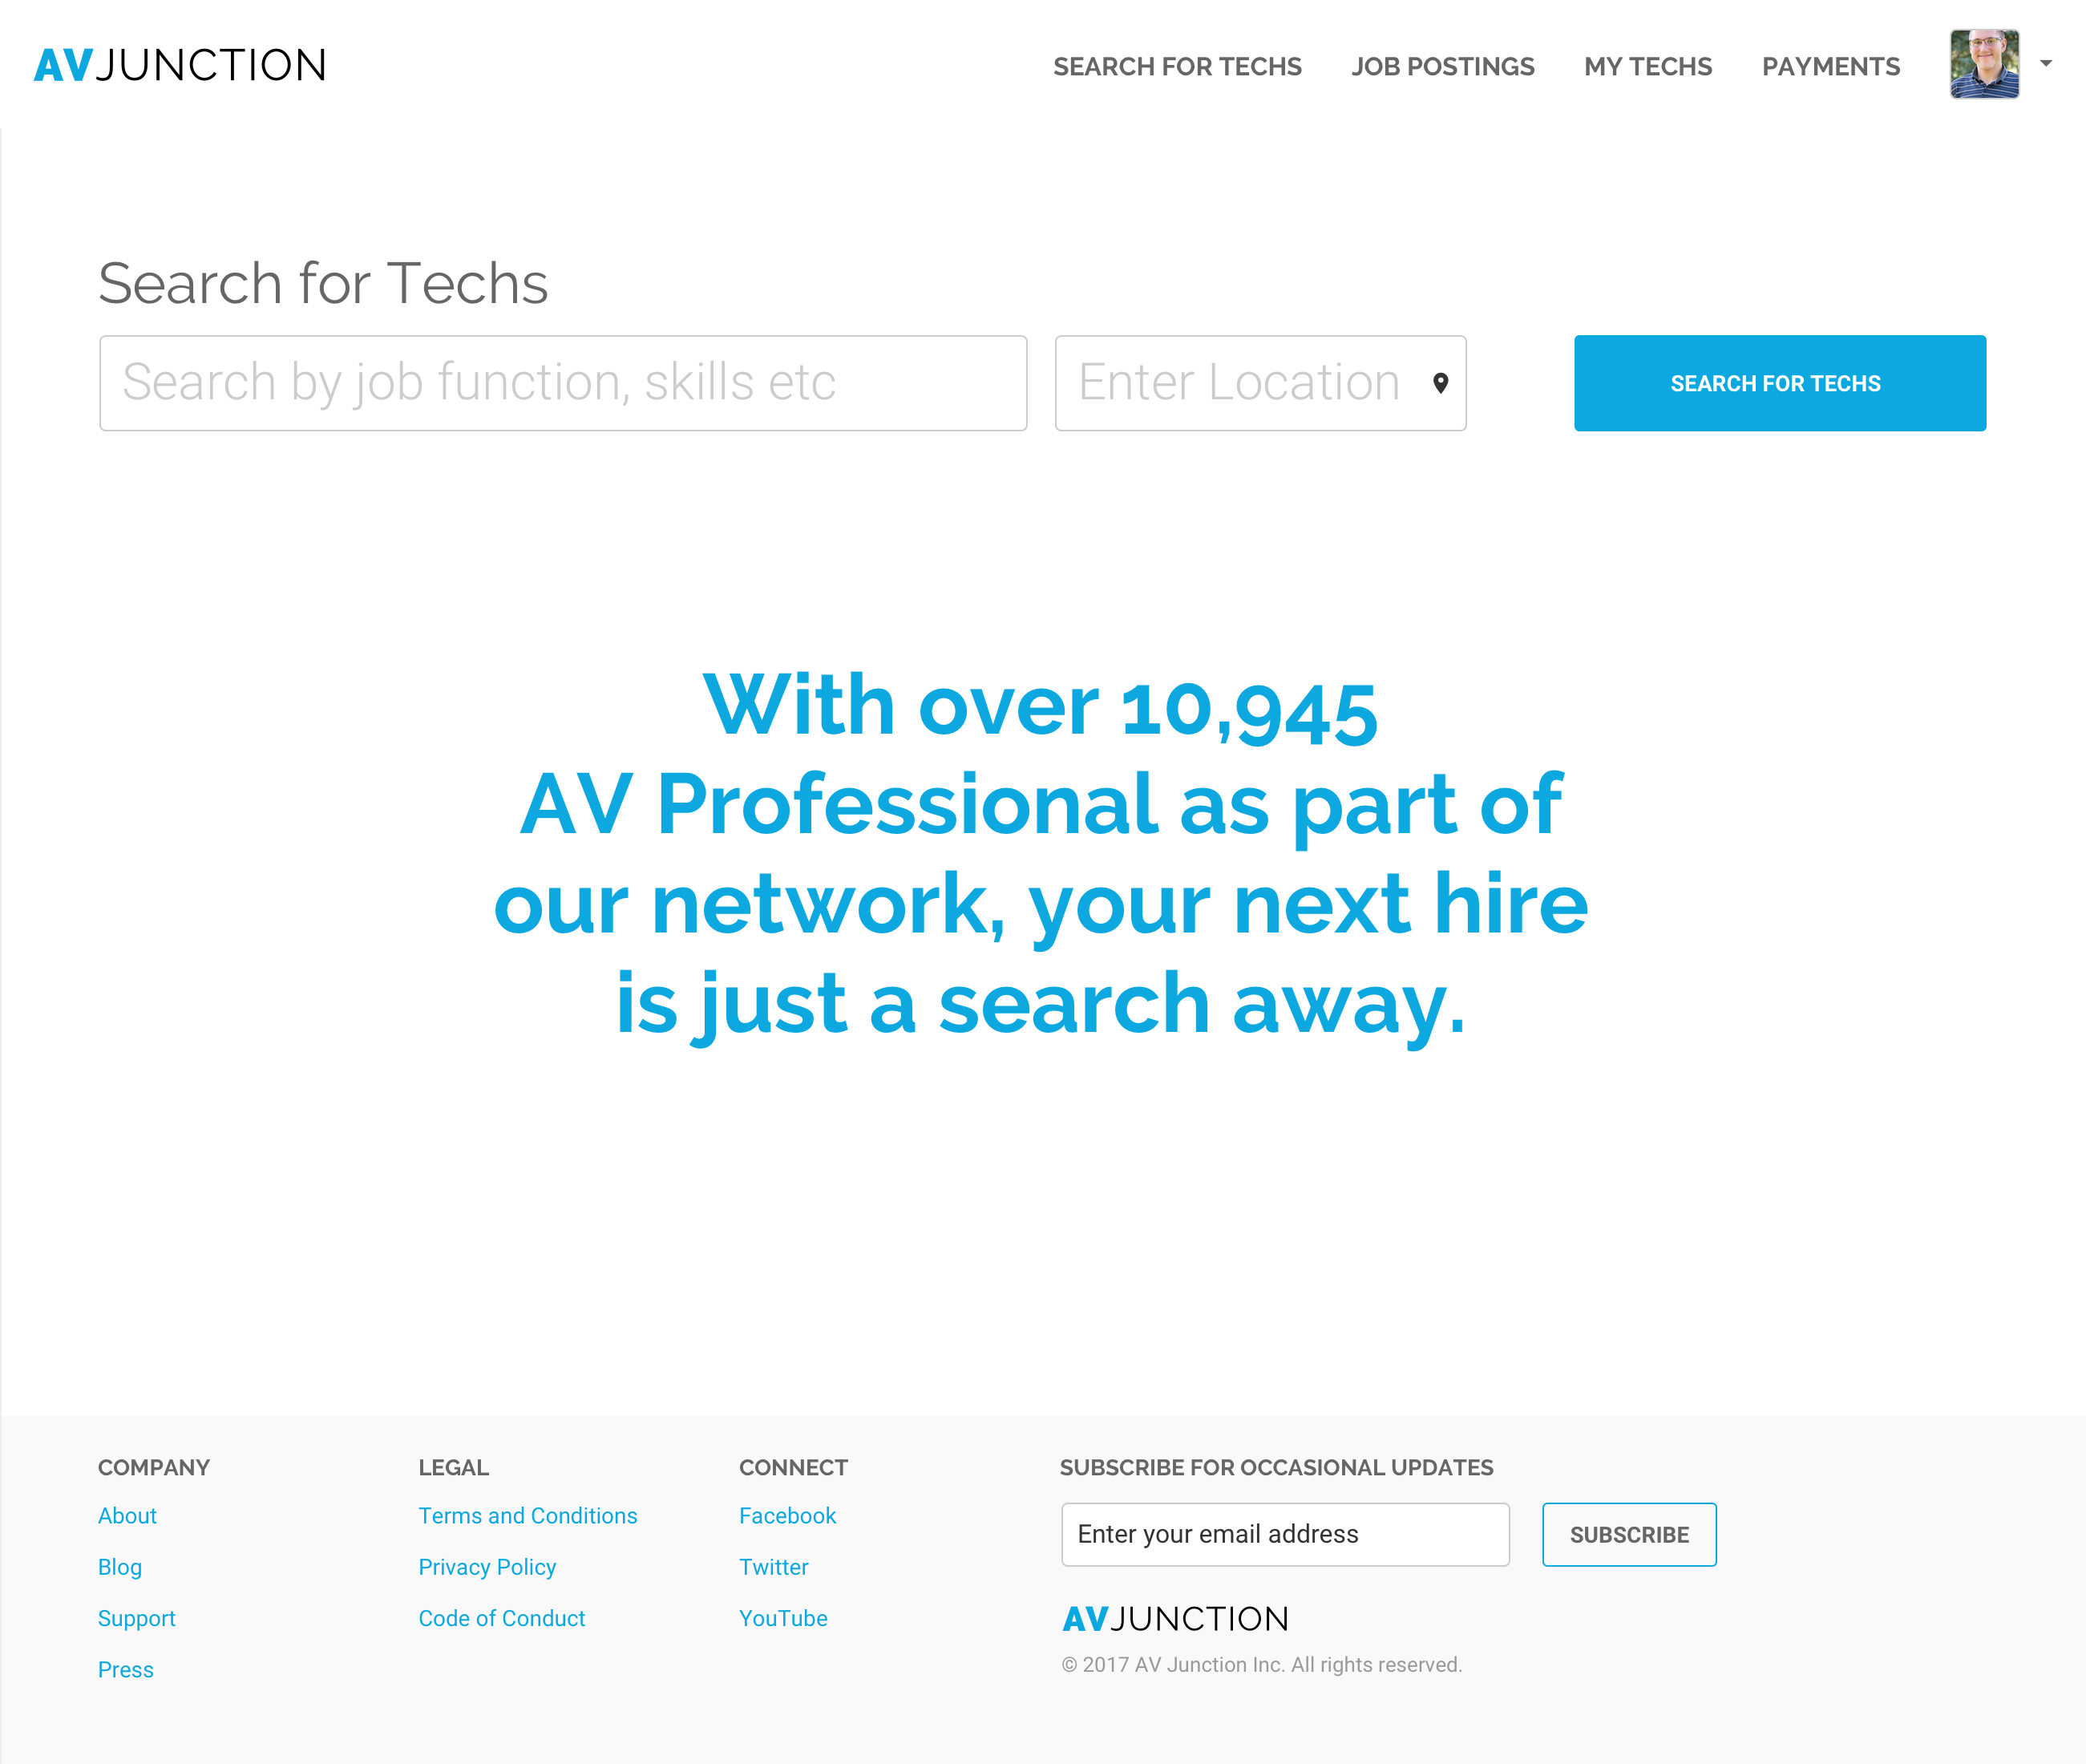 AVJUNCTION
SEARCH FOR TECHS
JOB POSTINGS
MY TECHS
PAYMENTS
Search for Techs
Search by job function, skills etc
Enter Location
SEARCH FOR TECHS
With over 10,945
AV Professional as part of
our network, your next hire
is just a search away.
COMPANY
About
Blog
Support
Press
LEGAL
Terms and Conditions
Privacy Policy
Code of Conduct
CONNECT
Facebook
Twitter
YouTube
SUBSCRIBE FOR OCCASIONAL UPDATES
Enter your email address
SUBSCRIBE
AVJUNCTION
© 2017 AV Junction Inc. All rights reserved.